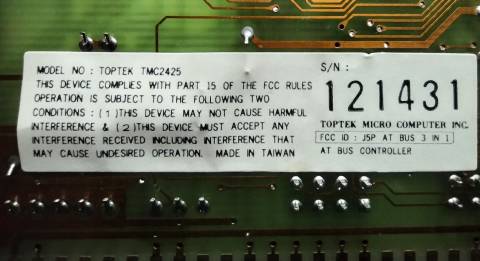 MODEL NO : TOPTEK TMC2425
THIS DEVICE COMPLIES WITH PART 15 OF THE FCC RULES
OPERATION IS SUBJECT TO THE FOLLOWING TWO
CONDITIONS : (1)THIS DEVICE MAY NOT CAUSE HARMFUL
INTERFERENCE & (2)THIS DEVICE MUST ACCEPT ANY
INTERFERENCE RECEIVED INCLUDING INTERFERENCE THAT
MAY CAUSE UNDESIRED OPERATION. MADE IN TAIWAN
S/N :
121431
TOPTEK MICRO COMPUTER INC.
FCC ID : J5P AT BUS 3 IN 1
AT BUS CONTROLLER